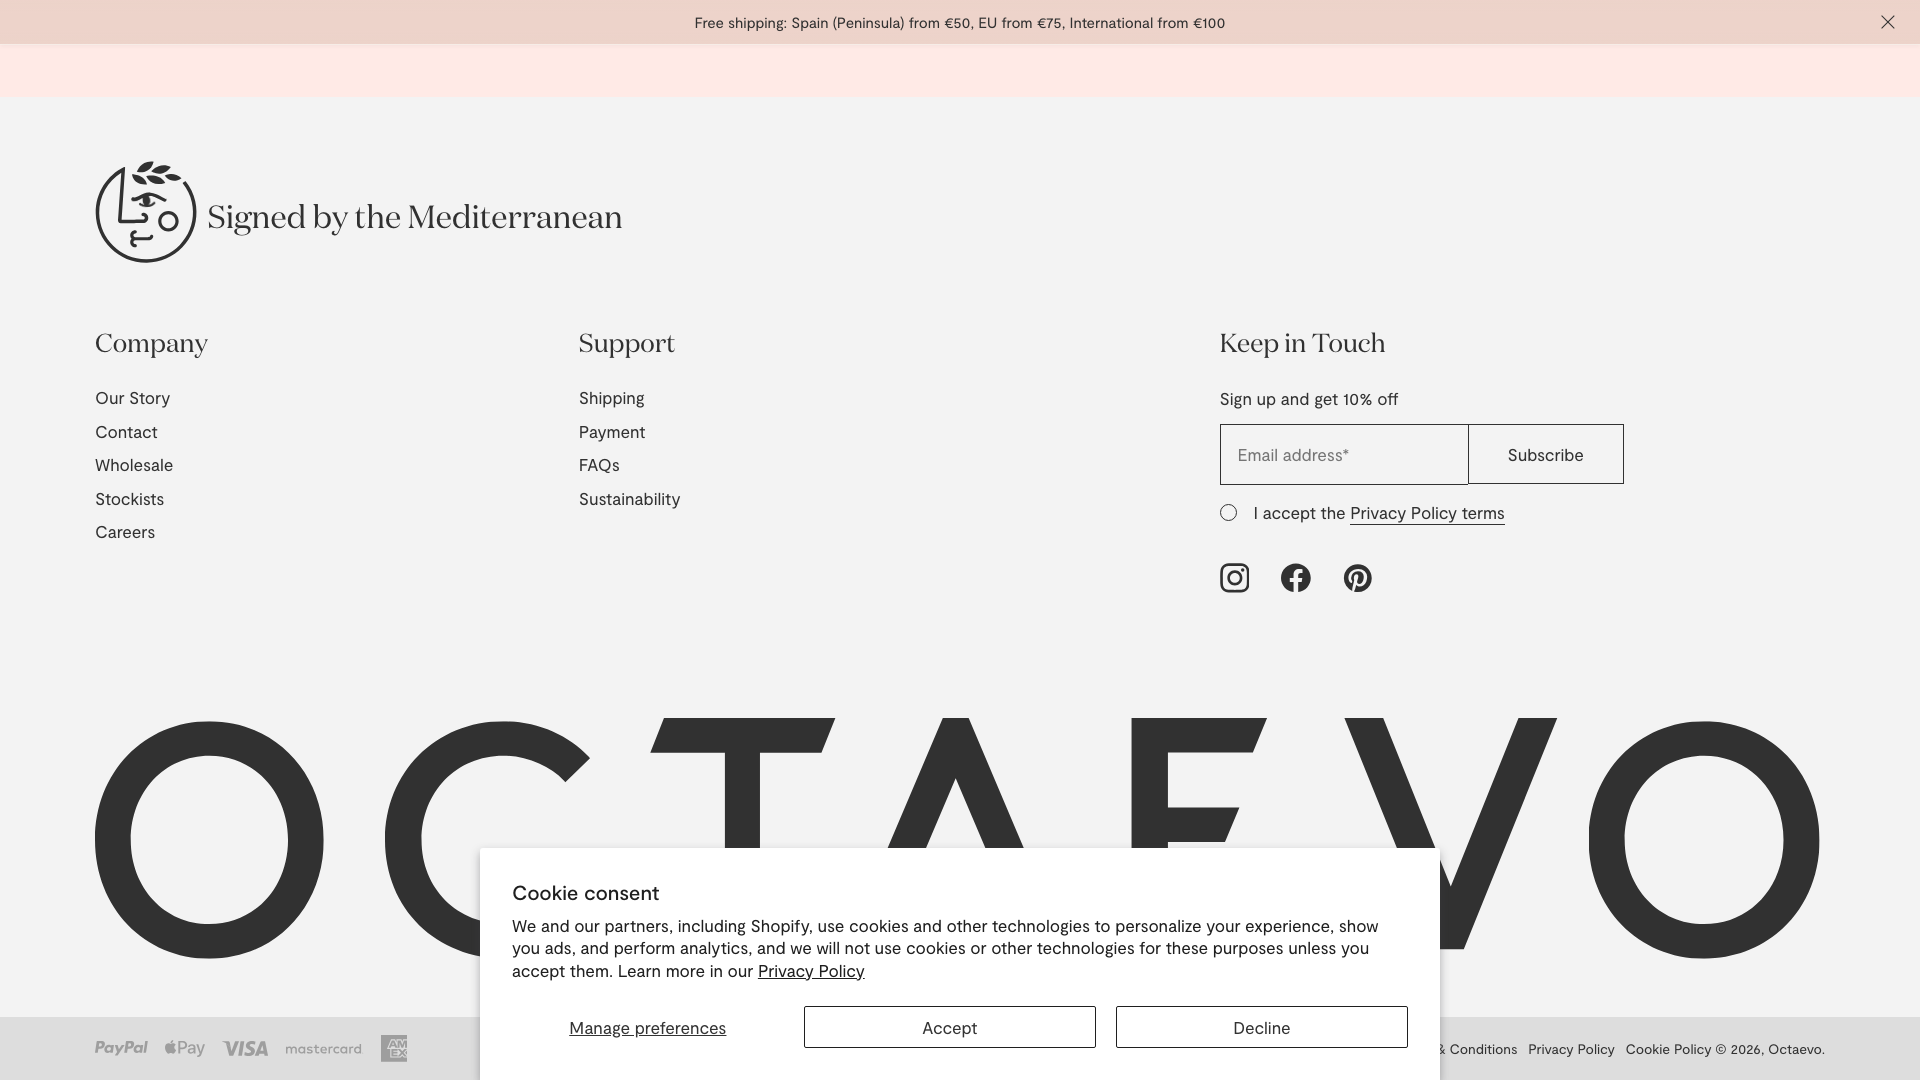 Free shipping: Spain (Peninsula) from €50, EU from €75, International from €100
Signed by the Mediterranean
Company
Our Story
Contact
Wholesale
Stockists
Careers
Support
Shipping
Payment
FAQs
Sustainability
Keep in Touch
Sign up and get 10% off
Email address*
Subscribe
I accept the Privacy Policy terms
OCTAEVO
Cookie consent
We and our partners, including Shopify, use cookies and other technologies to personalize your experience, show
you ads, and perform analytics, and we will not use cookies or other technologies for these purposes unless you
accept them. Learn more in our Privacy Policy
Manage preferences
Accept
Decline
PayPal Pay VISA mastercard AMEX
& Conditions Privacy Policy Cookie Policy © 2026, Octaevo.